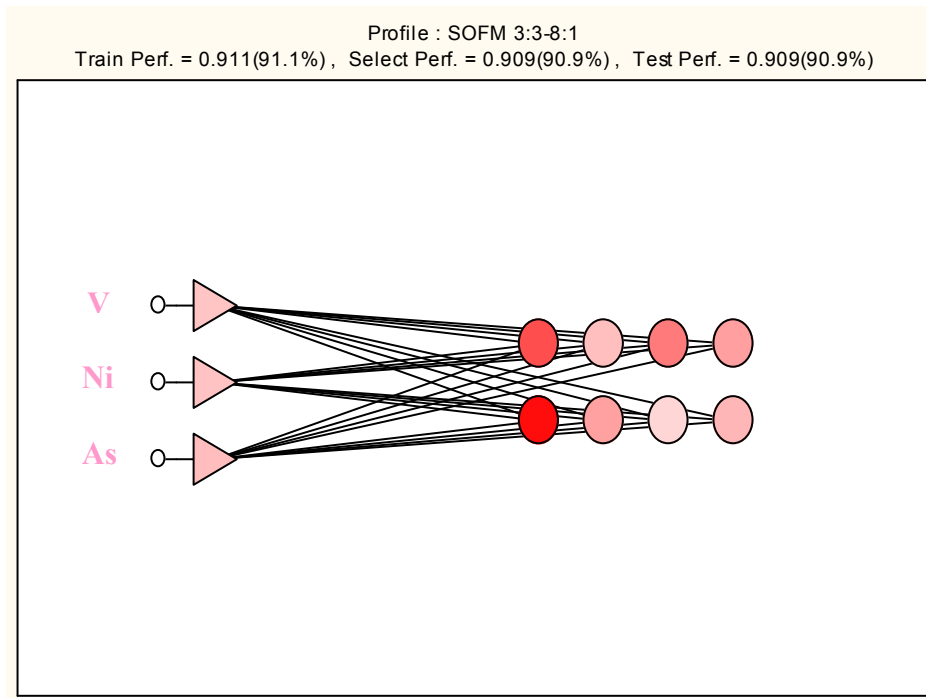 Profile : SOFM 3:3-8:1
Train Perf. = 0.911(91.1%) , Select Perf. = 0.909(90.9%) , Test Perf. = 0.909(90.9%)
V
Ni
As